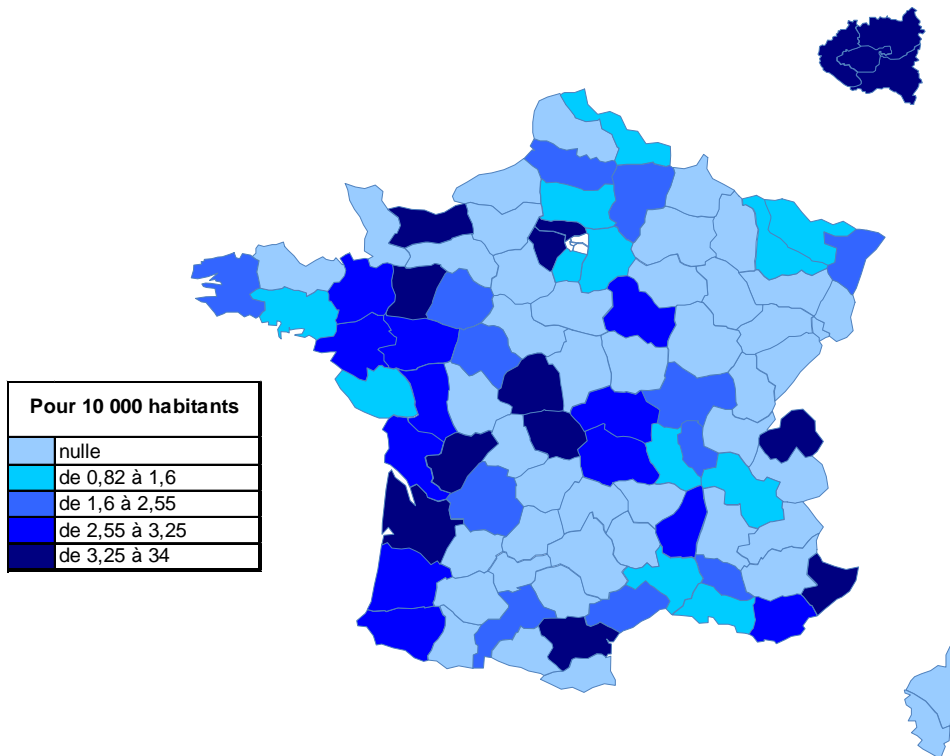 Pour 10 000 habitants
nulle
de 0,82 à 1,6
de 1,6 à 2,55
de 2,55 à 3,25
de 3,25 à 34